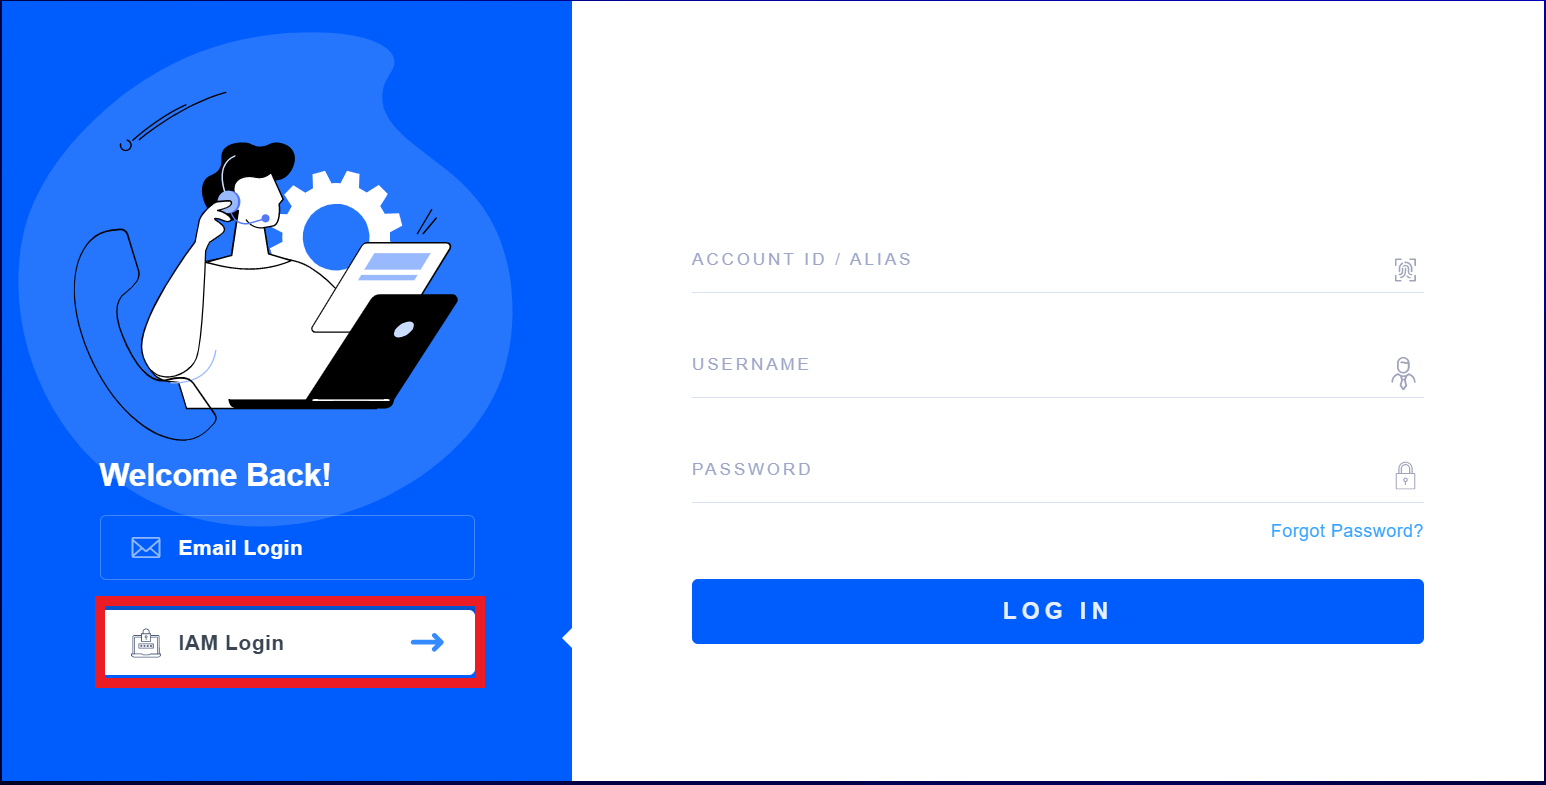 Welcome Back!
Email Login
IAM Login
ACCOUNT ID / ALIAS
USERNAME
PASSWORD
Forgot Password?
LOG IN